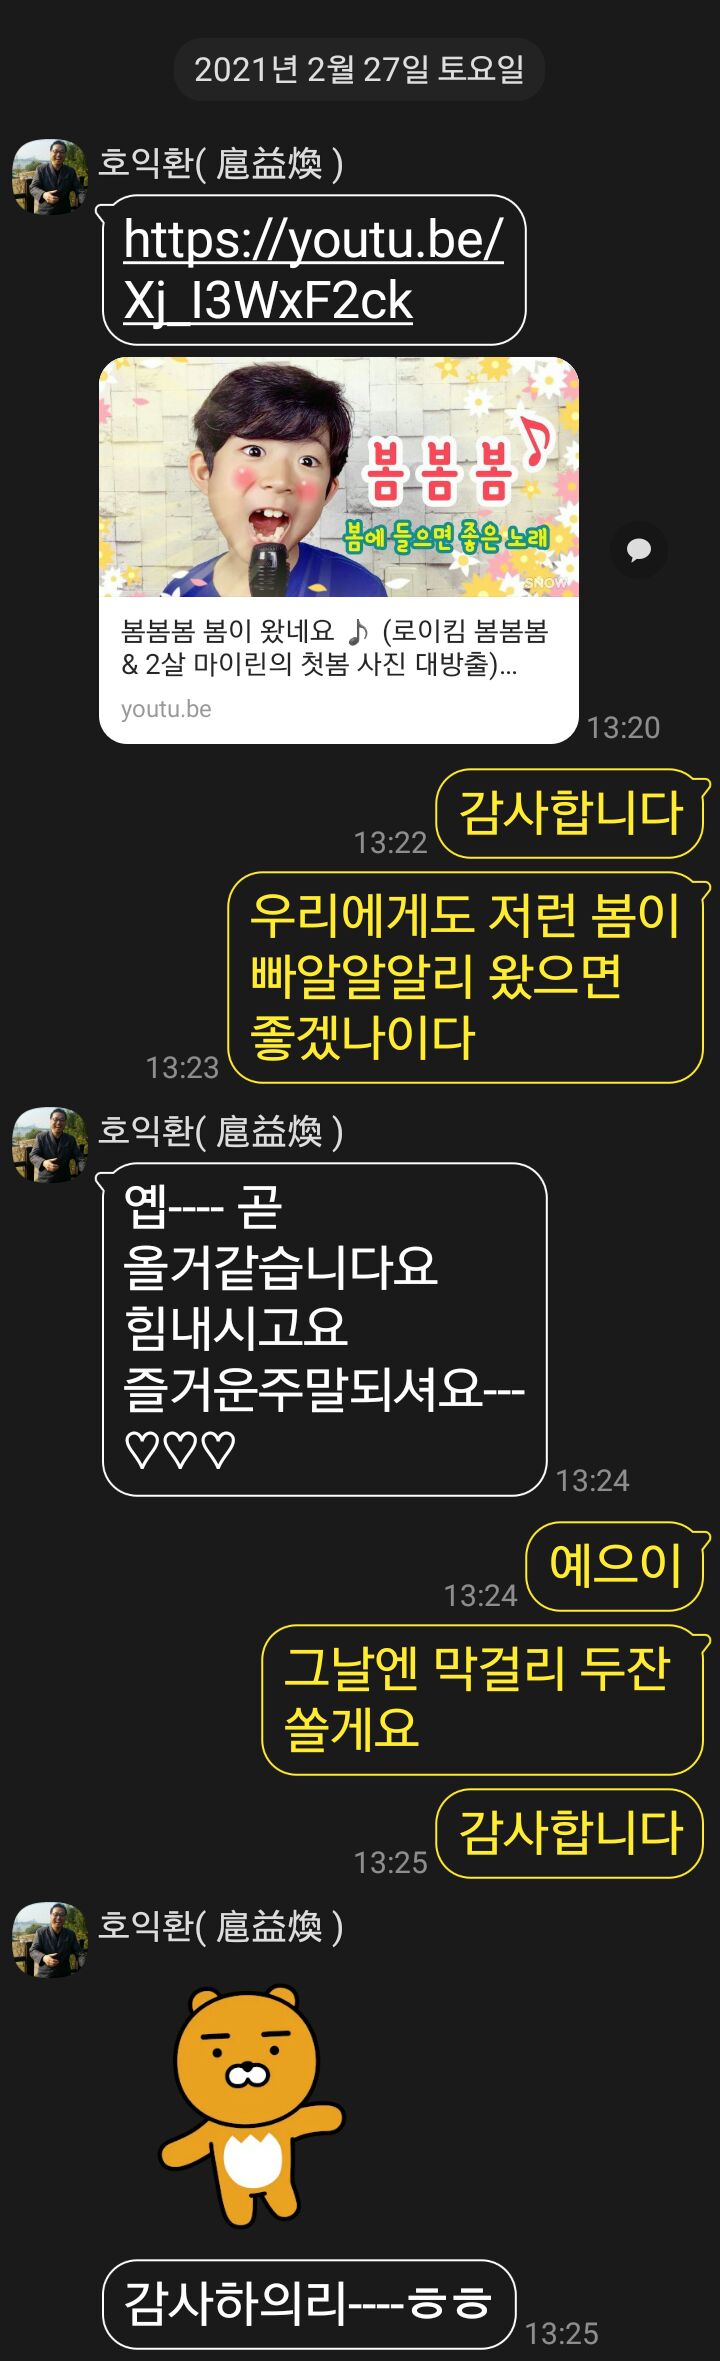 2021년 2월 27일 토요일
호익환( 扈益煥 )
https://youtu.be/
Xj_I3WxF2ck
봄봄봄♪
봄에 들으면 좋은 노래
SNOW
봄봄봄 봄이 왔네요 🎵 (로이킴 봄봄봄
& 2살 마이린의 첫봄 사진 대방출)...
youtu.be
13:20
감사합니다
13:22
우리에게도 저런 봄이
빠알알알리 왔으면
좋겠나이다
13:23
호익환( 扈益煥 )
옙---- 곧
올거같습니다요
힘내시고요
즐거운주말되셔요---
♡♡♡
13:24
예으이
13:24
그날엔 막걸리 두잔
쏠게요
감사합니다
13:25
호익환( 扈益煥 )
감사하의리----ㅎㅎ
13:25